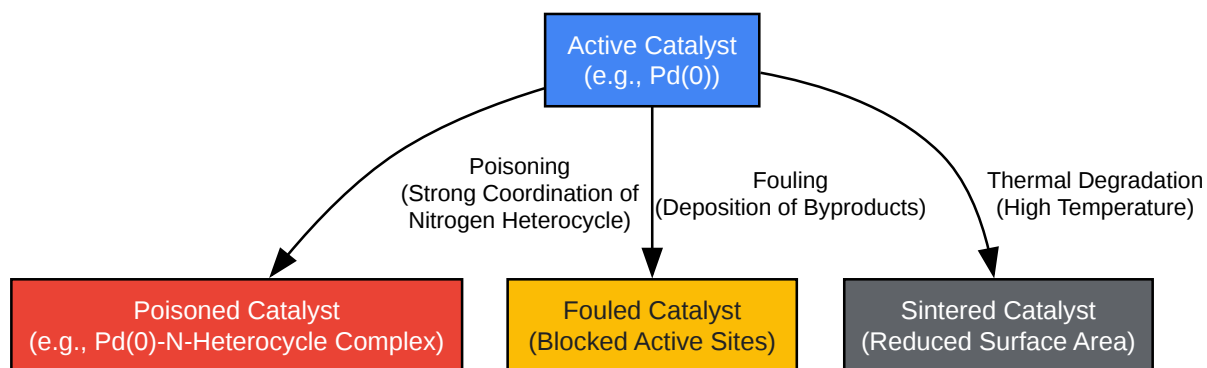 Active Catalyst
(e.g., Pd(0))
Poisoning
(Strong Coordination of
Nitrogen Heterocycle)
Fouling
(Deposition of Byproducts)
Thermal Degradation
(High Temperature)
Poisoned Catalyst
(e.g., Pd(0)-N-Heterocycle Complex)
Fouled Catalyst
(Blocked Active Sites)
Sintered Catalyst
(Reduced Surface Area)